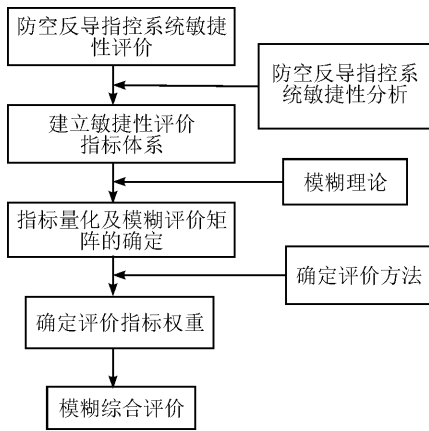 防空反导指控系统敏捷
性评价
防空反导指控系
统敏捷性分析
建立敏捷性评价
指标体系
模糊理论
指标量化及模糊评价矩
阵的确定
确定评价方法
确定评价指标权重
模糊综合评价